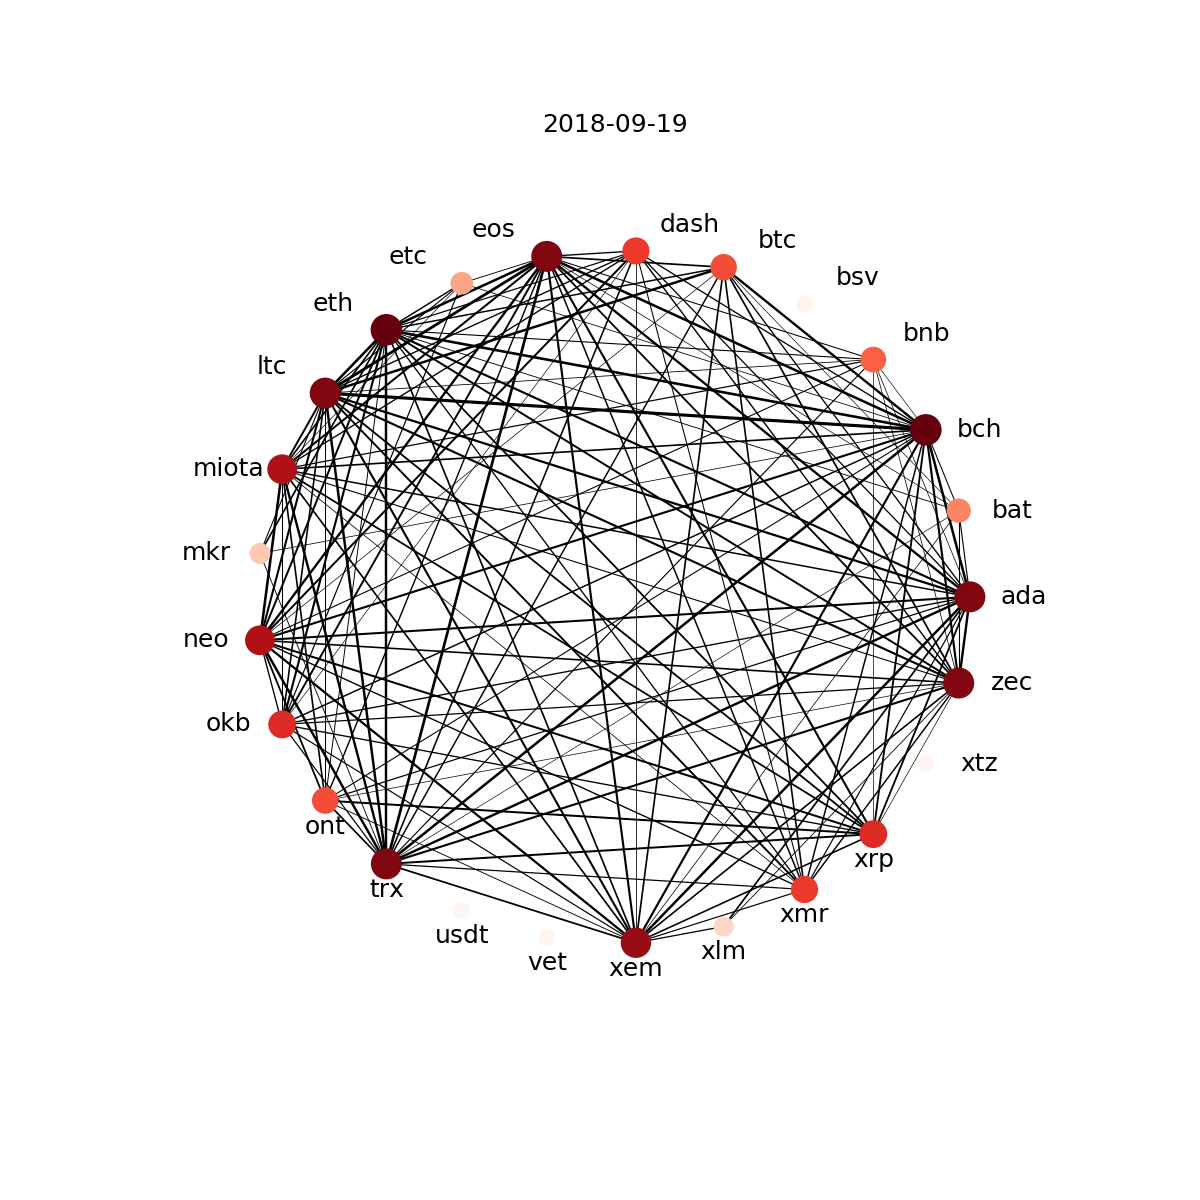 2018-09-19
dash
eos
btc
etc
bsv
eth
bnb
ltc
bch
miota
bat
mkr
ada
neo
zec
okb
xtz
ont
xrp
trx
xmr
usdt
xlm
vet
xem